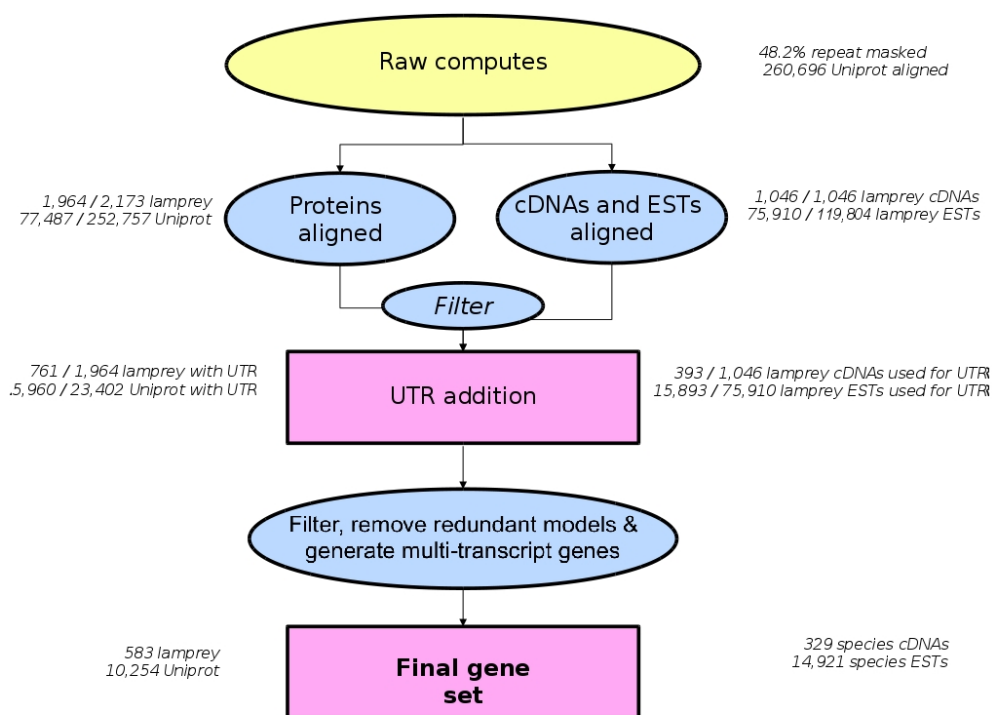 Raw computes
48.2% repeat masked
260,696 Uniprot aligned
1,964 / 2,173 lamprey
77,487 / 252,757 Uniprot
Proteins
aligned
cDNAs and ESTs
aligned
1,046 / 1,046 lamprey cDNAs
75,910 / 119,804 lamprey ESTs
Filter
761 / 1,964 lamprey with UTR
.5,960 / 23,402 Uniprot with UTR
UTR addition
393 / 1,046 lamprey cDNAs used for UTR
15,893 / 75,910 lamprey ESTs used for UTR
Filter, remove redundant models &
generate multi-transcript genes
583 lamprey
10,254 Uniprot
Final gene
set
329 species cDNAs
14,921 species ESTs